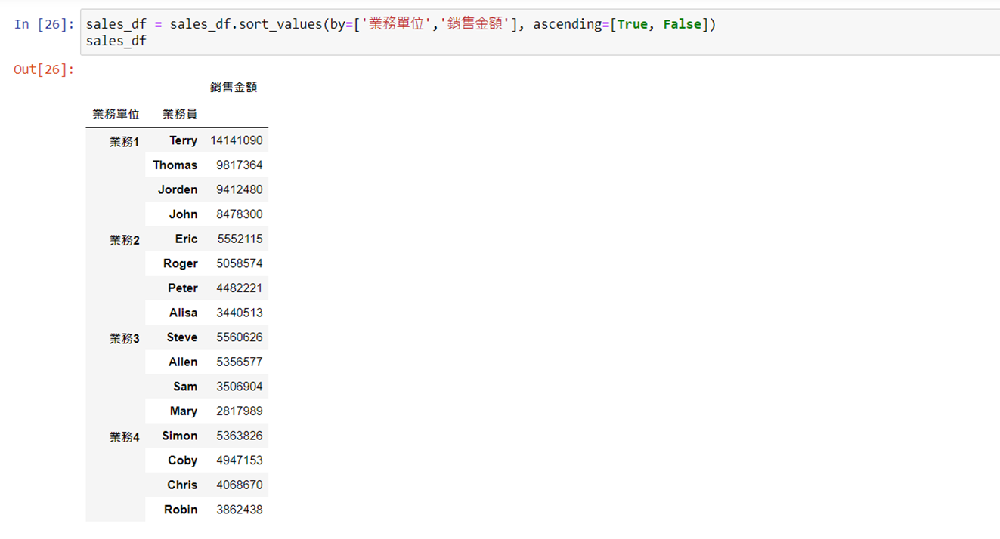 In [26]: sales_df = sales_df.sort_values(by=['業務單位','銷售金額'], ascending=[True, False])
sales_df
Out[26]:
銷售金額
業務單位 業務員
業務1 Terry 14141090
Thomas 9817364
Jorden 9412480
John 8478300
業務2 Eric 5552115
Roger 5058574
Peter 4482221
Alisa 3440513
業務3 Steve 5560626
Allen 5356577
Sam 3506904
Mary 2817989
業務4 Simon 5363826
Coby 4947153
Chris 4068670
Robin 3862438